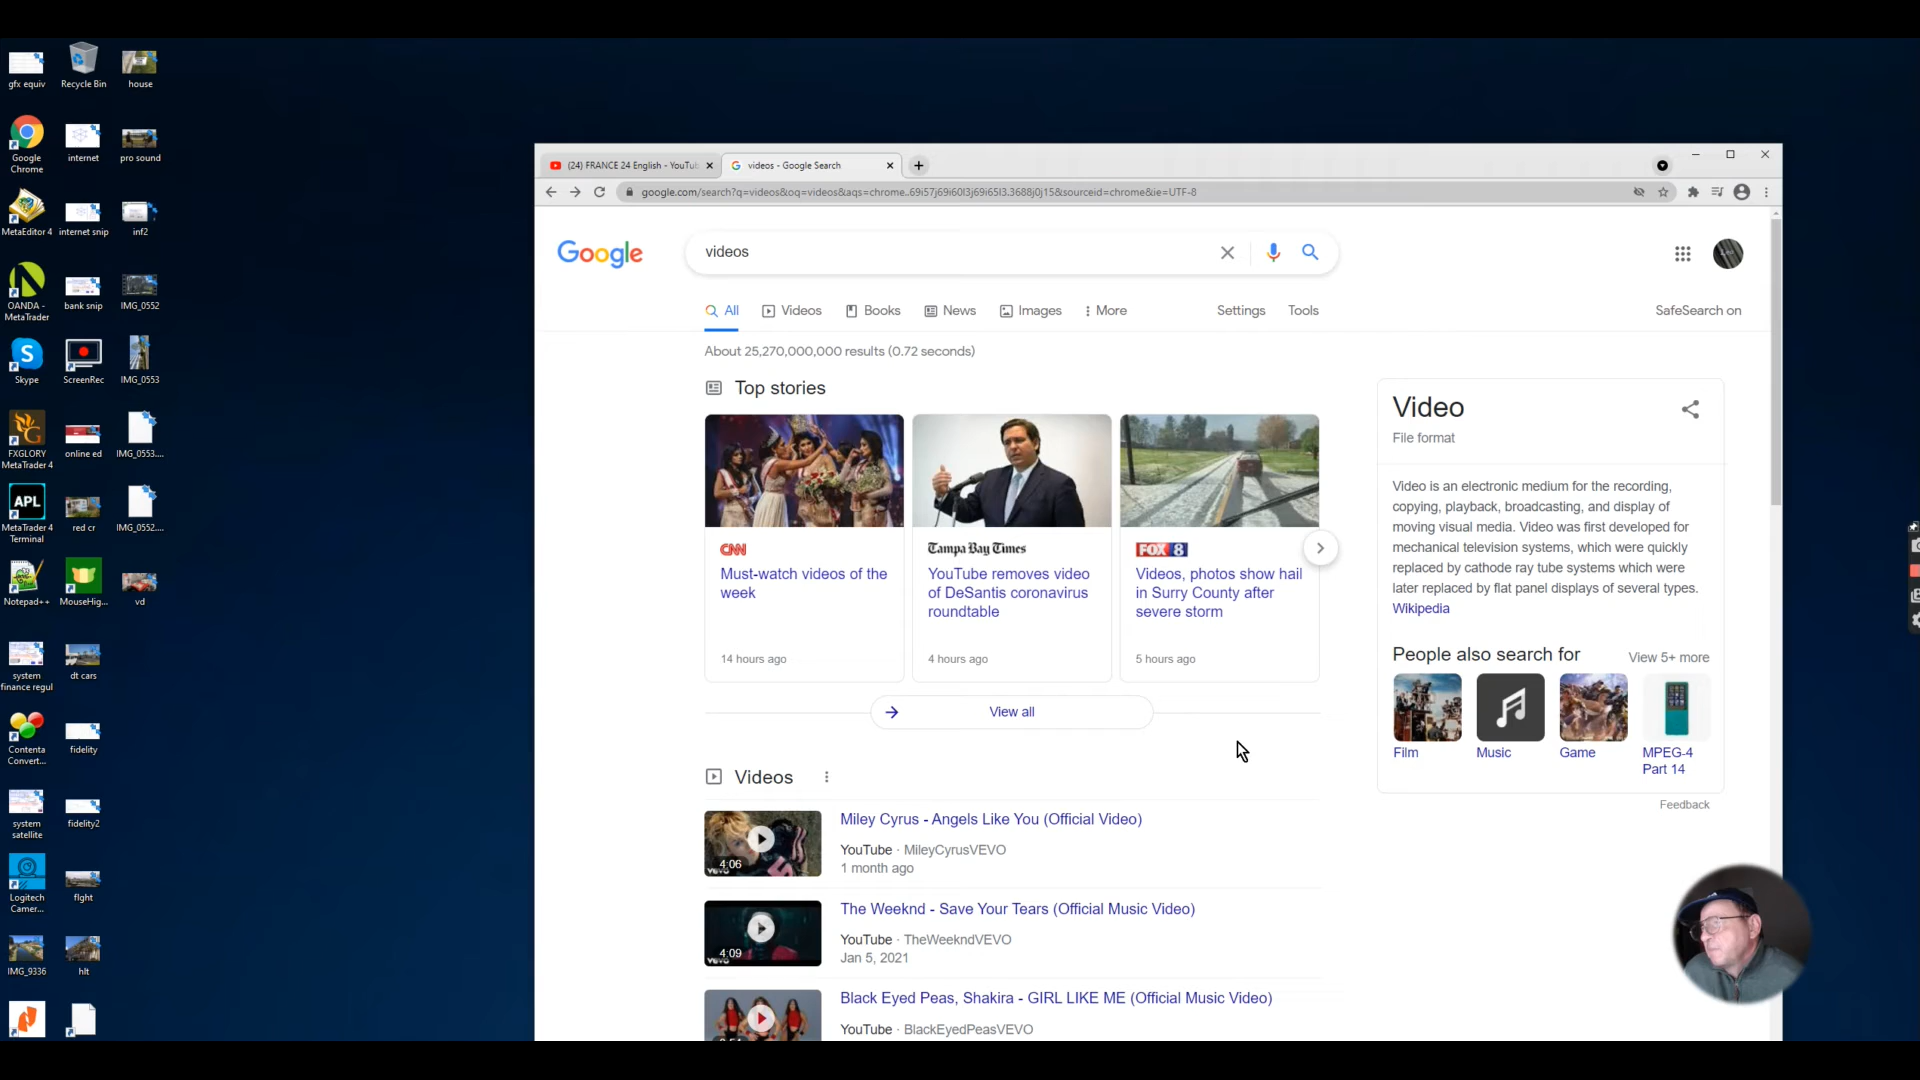 gfx equiv
Recycle Bin
house
Google
Chrome
internet
pro sound
MetaEditor 4
internet snip
inf2
OANDA -
MetaTrader
bank snip
IMG_0552
Skype
ScreenRec
IMG_0553
FXGLORY
MetaTrader 4
online ed
IMG_0553....
APL
MetaTrader 4
Terminal
red cr
IMG_0552....
Notepad++
MouseHig...
vd
system
finance regul
dt cars
Contenta
Convert...
fidelity
system
satellite
fidelity2
Logitech
Camer...
flght
IMG_9336
hlt
(24) FRANCE 24 English - YouTu
videos - Google Search
google.com/search?q=videos&oq=videos&aqs=chrome..69i57j69i60l3j69i65l3.3688j0j15&sourceid=chrome&ie=UTF-8
Google
videos
All
Videos
Books
News
Images
More
Settings
Tools
SafeSearch on
About 25,270,000,000 results (0.72 seconds)
Top stories
CNN
Must-watch videos of the
week
14 hours ago
Tampa Bay Times
YouTube removes video
of DeSantis coronavirus
roundtable
4 hours ago
FOX 8
Videos, photos show hail
in Surry County after
severe storm
5 hours ago
View all
Videos
4:06
vevo
Miley Cyrus - Angels Like You (Official Video)
YouTube · MileyCyrusVEVO
1 month ago
4:09
vevo
The Weeknd - Save Your Tears (Official Music Video)
YouTube · TheWeekndVEVO
Jan 5, 2021
Black Eyed Peas, Shakira - GIRL LIKE ME (Official Music Video)
YouTube · BlackEyedPeasVEVO
Video
File format
Video is an electronic medium for the recording,
copying, playback, broadcasting, and display of
moving visual media. Video was first developed for
mechanical television systems, which were quickly
replaced by cathode ray tube systems which were
later replaced by flat panel displays of several types.
Wikipedia
People also search for
View 5+ more
Film
Music
Game
MPEG-4
Part 14
Feedback